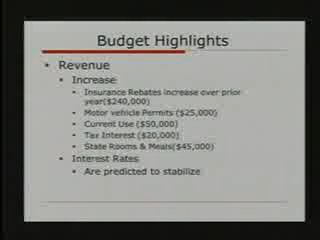 Budget Highlights
Revenue
Increase
Insurance Rebates increase over prior
year($240,000)
Motor vehicle Permits ($25,000)
Current Use ($50,000)
Tax Interest ($20,000)
State Rooms & Meals($45,000)
Interest Rates
Are predicted to stabilize